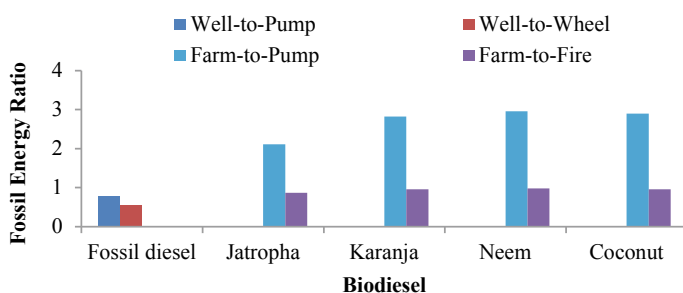 Well-to-Pump Well-to-Wheel
Farm-to-Pump Farm-to-Fire
Fossil Energy Ratio
4
3
2
1
0
Fossil diesel Jatropha Karanja Neem Coconut
Biodiesel